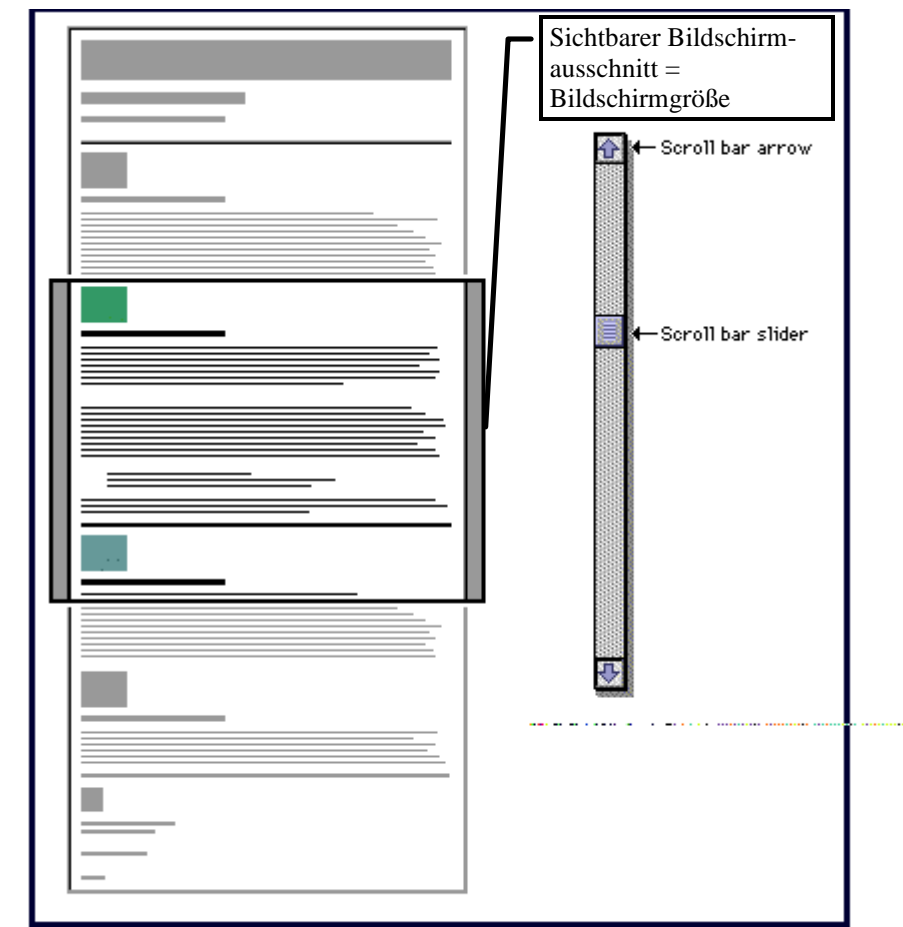 Sichtbarer Bildschirm-
ausschnitt =
Bildschirmgröße
Scroll bar arrow
Scroll bar slider